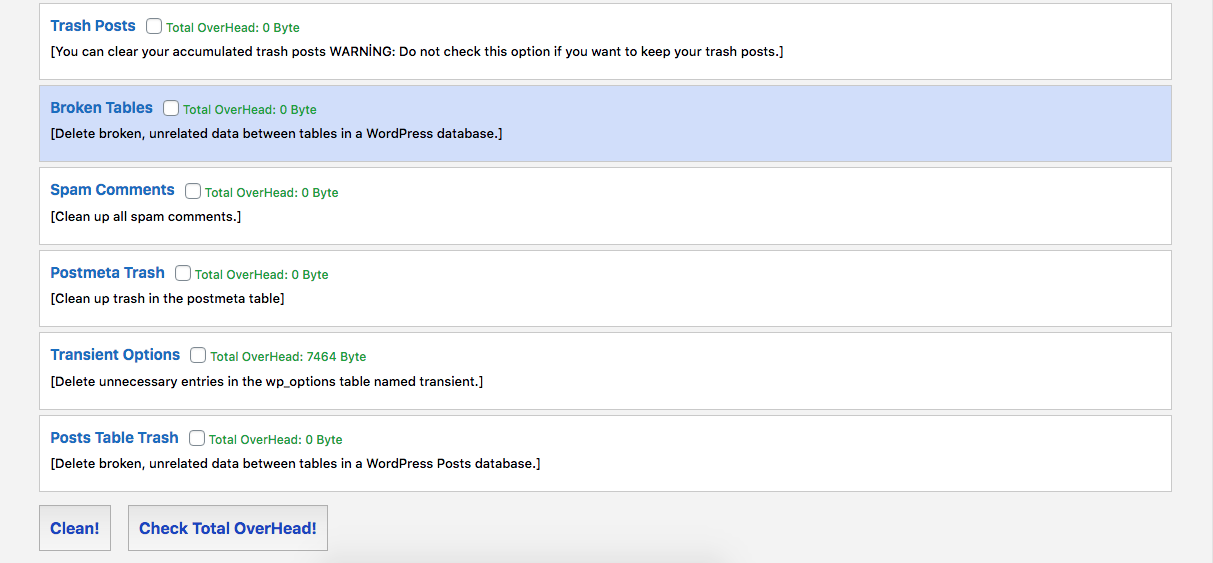 Trash Posts Total OverHead: 0 Byte
[You can clear your accumulated trash posts WARNİNG: Do not check this option if you want to keep your trash posts.]
Broken Tables Total OverHead: 0 Byte
[Delete broken, unrelated data between tables in a WordPress database.]
Spam Comments Total OverHead: 0 Byte
[Clean up all spam comments.]
Postmeta Trash Total OverHead: 0 Byte
[Clean up trash in the postmeta table]
Transient Options Total OverHead: 7464 Byte
[Delete unnecessary entries in the wp_options table named transient.]
Posts Table Trash Total OverHead: 0 Byte
[Delete broken, unrelated data between tables in a WordPress Posts database.]
Clean! Check Total OverHead!